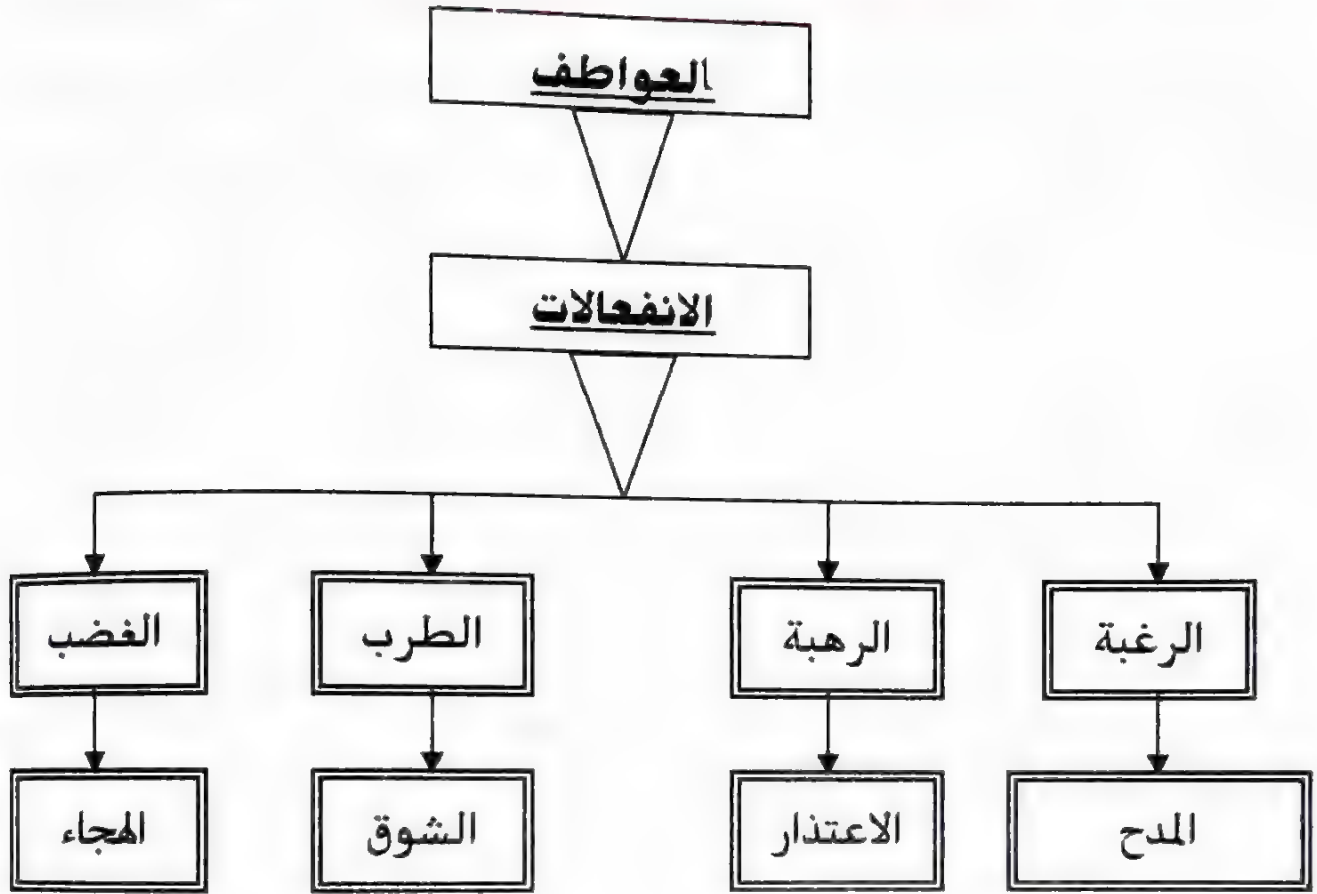 العواطف
الانفعالات
الرغبة
الرهبة
الطرب
الغضب
المدح
الاعتذار
الشوق
الهجاء